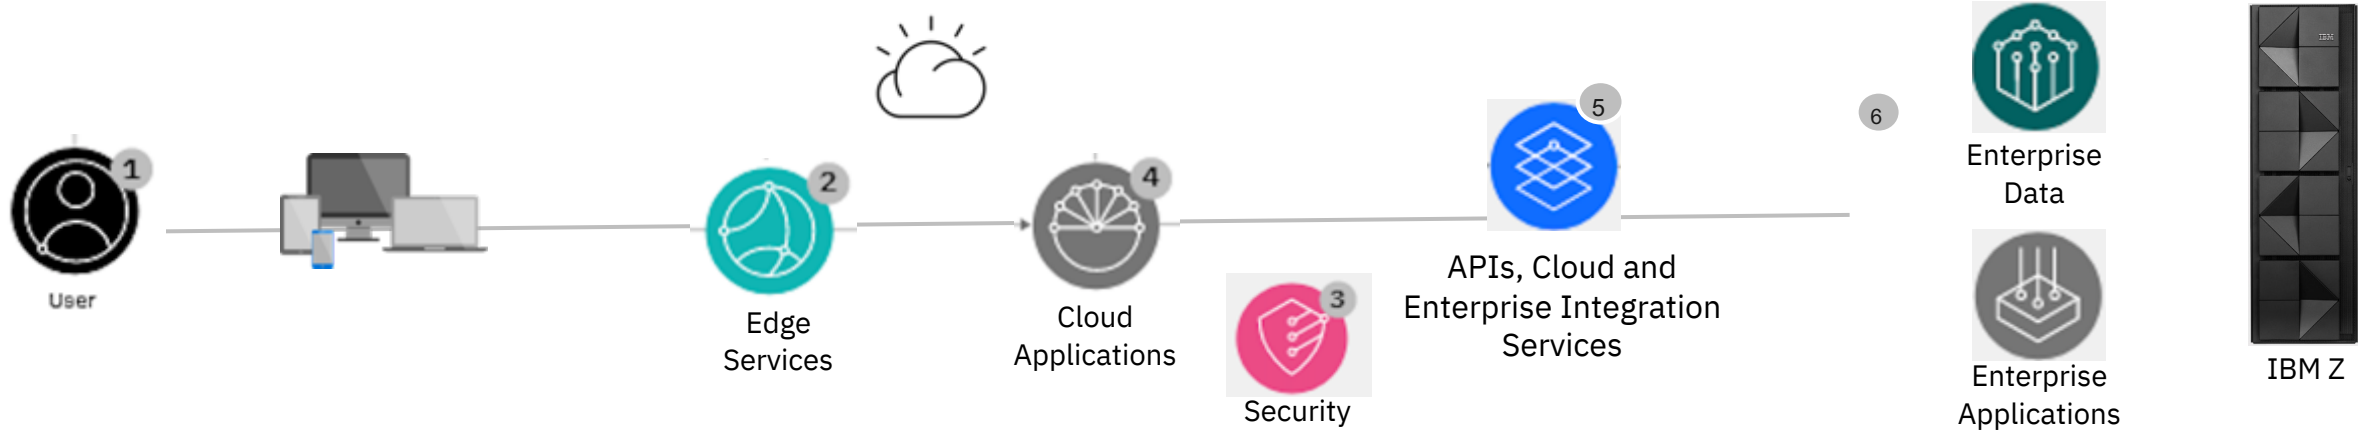 1
User
2
Edge
Services
4
Cloud
Applications
3
Security
5
APIs, Cloud and
Enterprise Integration
Services
6
Enterprise
Data
Enterprise
Applications
IBM
IBM Z